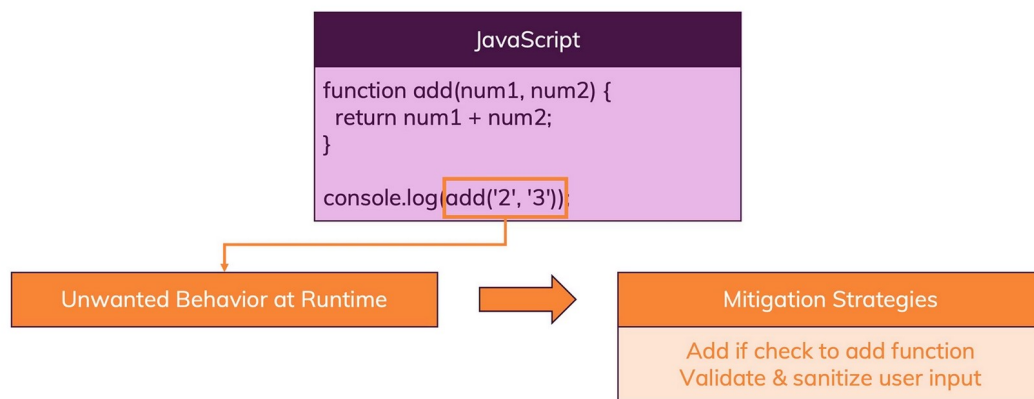 JavaScript
function add(num1, num2) {
return num1 + num2;
}
console.log(add('2', '3'));
Unwanted Behavior at Runtime
Mitigation Strategies
Add if check to add function
Validate & sanitize user input